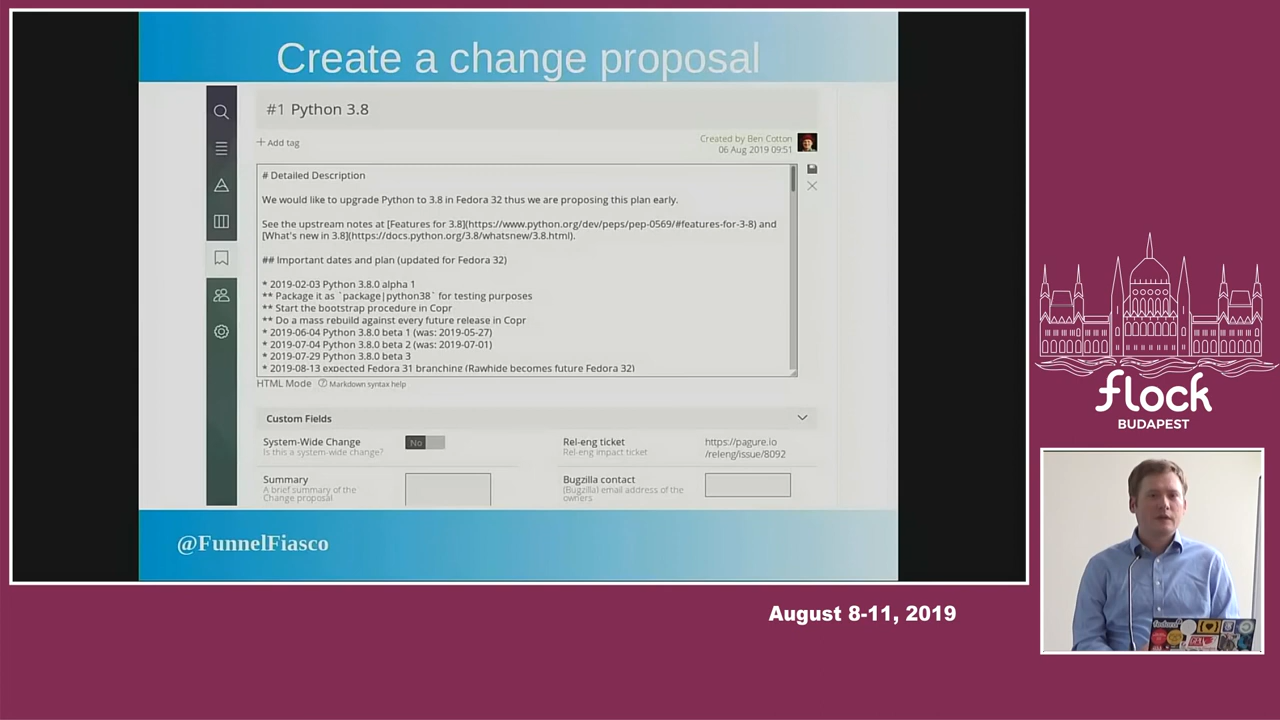 Create a change proposal
#1 Python 3.8
Add tag
Created by Ben Cotton
06 Aug 2019 09:51
# Detailed Description
We would like to upgrade Python to 3.8 in Fedora 32 thus we are proposing this plan early.
See the upstream notes at [Features for 3.8](https://www.python.org/dev/peps/pep-0569/#features-for-3-8) and
[What's new in 3.8](https://docs.python.org/3.8/whatsnew/3.8.html).
## Important dates and plan (updated for Fedora 32)
* 2019-02-03 Python 3.8.0 alpha 1
** Package it as `package|python38` for testing purposes
** Start the bootstrap procedure in Copr
** Do a mass rebuild against every future release in Copr
* 2019-06-04 Python 3.8.0 beta 1 (was: 2019-05-27)
* 2019-07-04 Python 3.8.0 beta 2 (was: 2019-07-01)
* 2019-07-29 Python 3.8.0 beta 3
* 2019-08-13 expected Fedora 31 branching (Rawhide becomes future Fedora 32)
HTML Mode ? Markdown syntax help
Custom Fields
System-Wide Change
Is this a system-wide change?
No
Rel-eng ticket
Rel-eng impact ticket
https://pagure.io
/releng/issue/8092
Summary
A brief summary of the
Change proposal
Bugzilla contact
(Bugzilla) email address of the
owners
@FunnelFiasco
flock
BUDAPEST
August 8-11, 2019